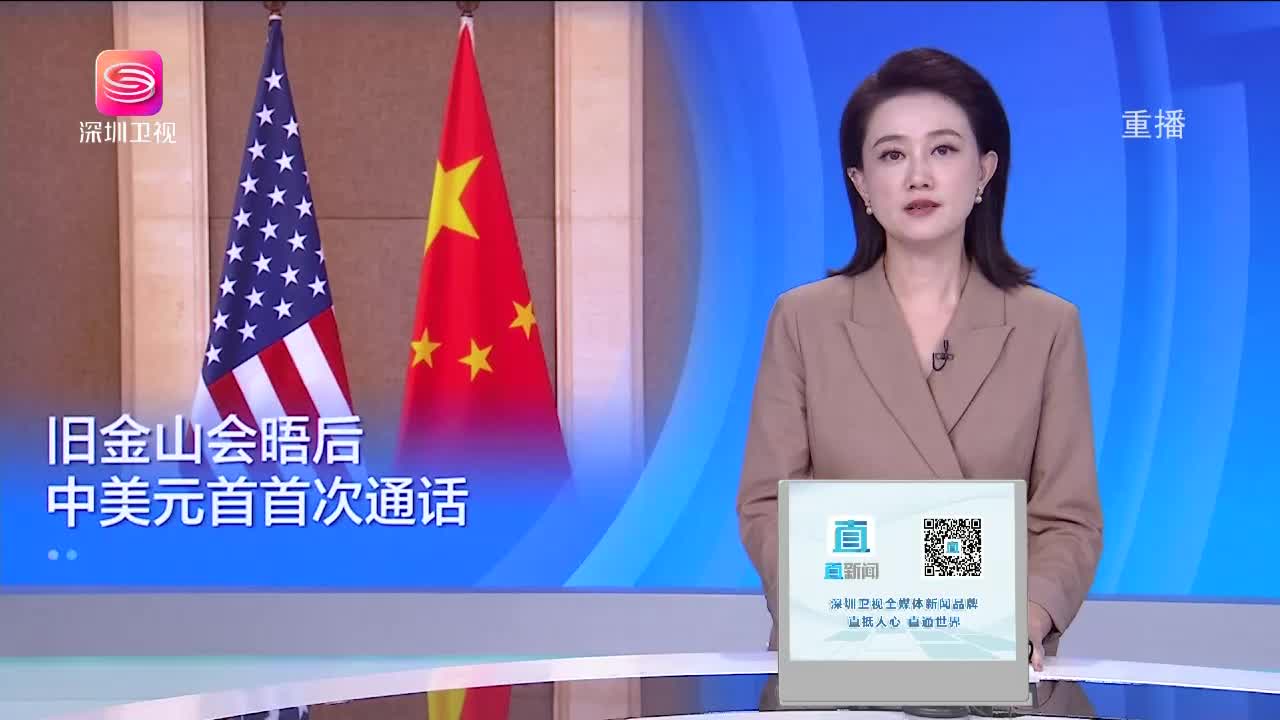 深圳卫视
重播
旧金山会晤后
中美元首首次通话
直
直新闻
直
深圳卫视全媒体新闻品牌
直抵人心 直通世界